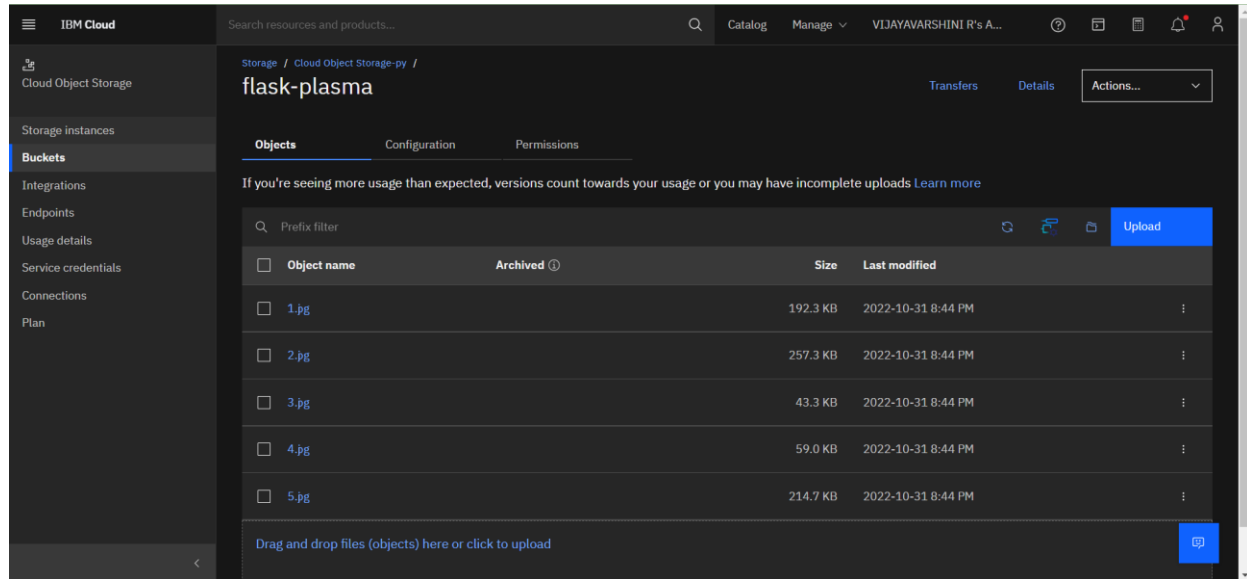 IBM Cloud
Search resources and products...
Catalog
Manage
VIJAYAVARSHINI R's A...
Cloud Object Storage
Storage instances
Buckets
Integrations
Endpoints
Usage details
Service credentials
Connections
Plan
Storage / Cloud Object Storage-py /
flask-plasma
Transfers
Details
Actions...
Objects
Configuration
Permissions
If you're seeing more usage than expected, versions count towards your usage or you may have incomplete uploads Learn more
Prefix filter
Upload
Object name Archived Size Last modified
1.jpg 192.3 KB 2022-10-31 8:44 PM
2.jpg 257.3 KB 2022-10-31 8:44 PM
3.jpg 43.3 KB 2022-10-31 8:44 PM
4.jpg 59.0 KB 2022-10-31 8:44 PM
5.jpg 214.7 KB 2022-10-31 8:44 PM
Drag and drop files (objects) here or click to upload